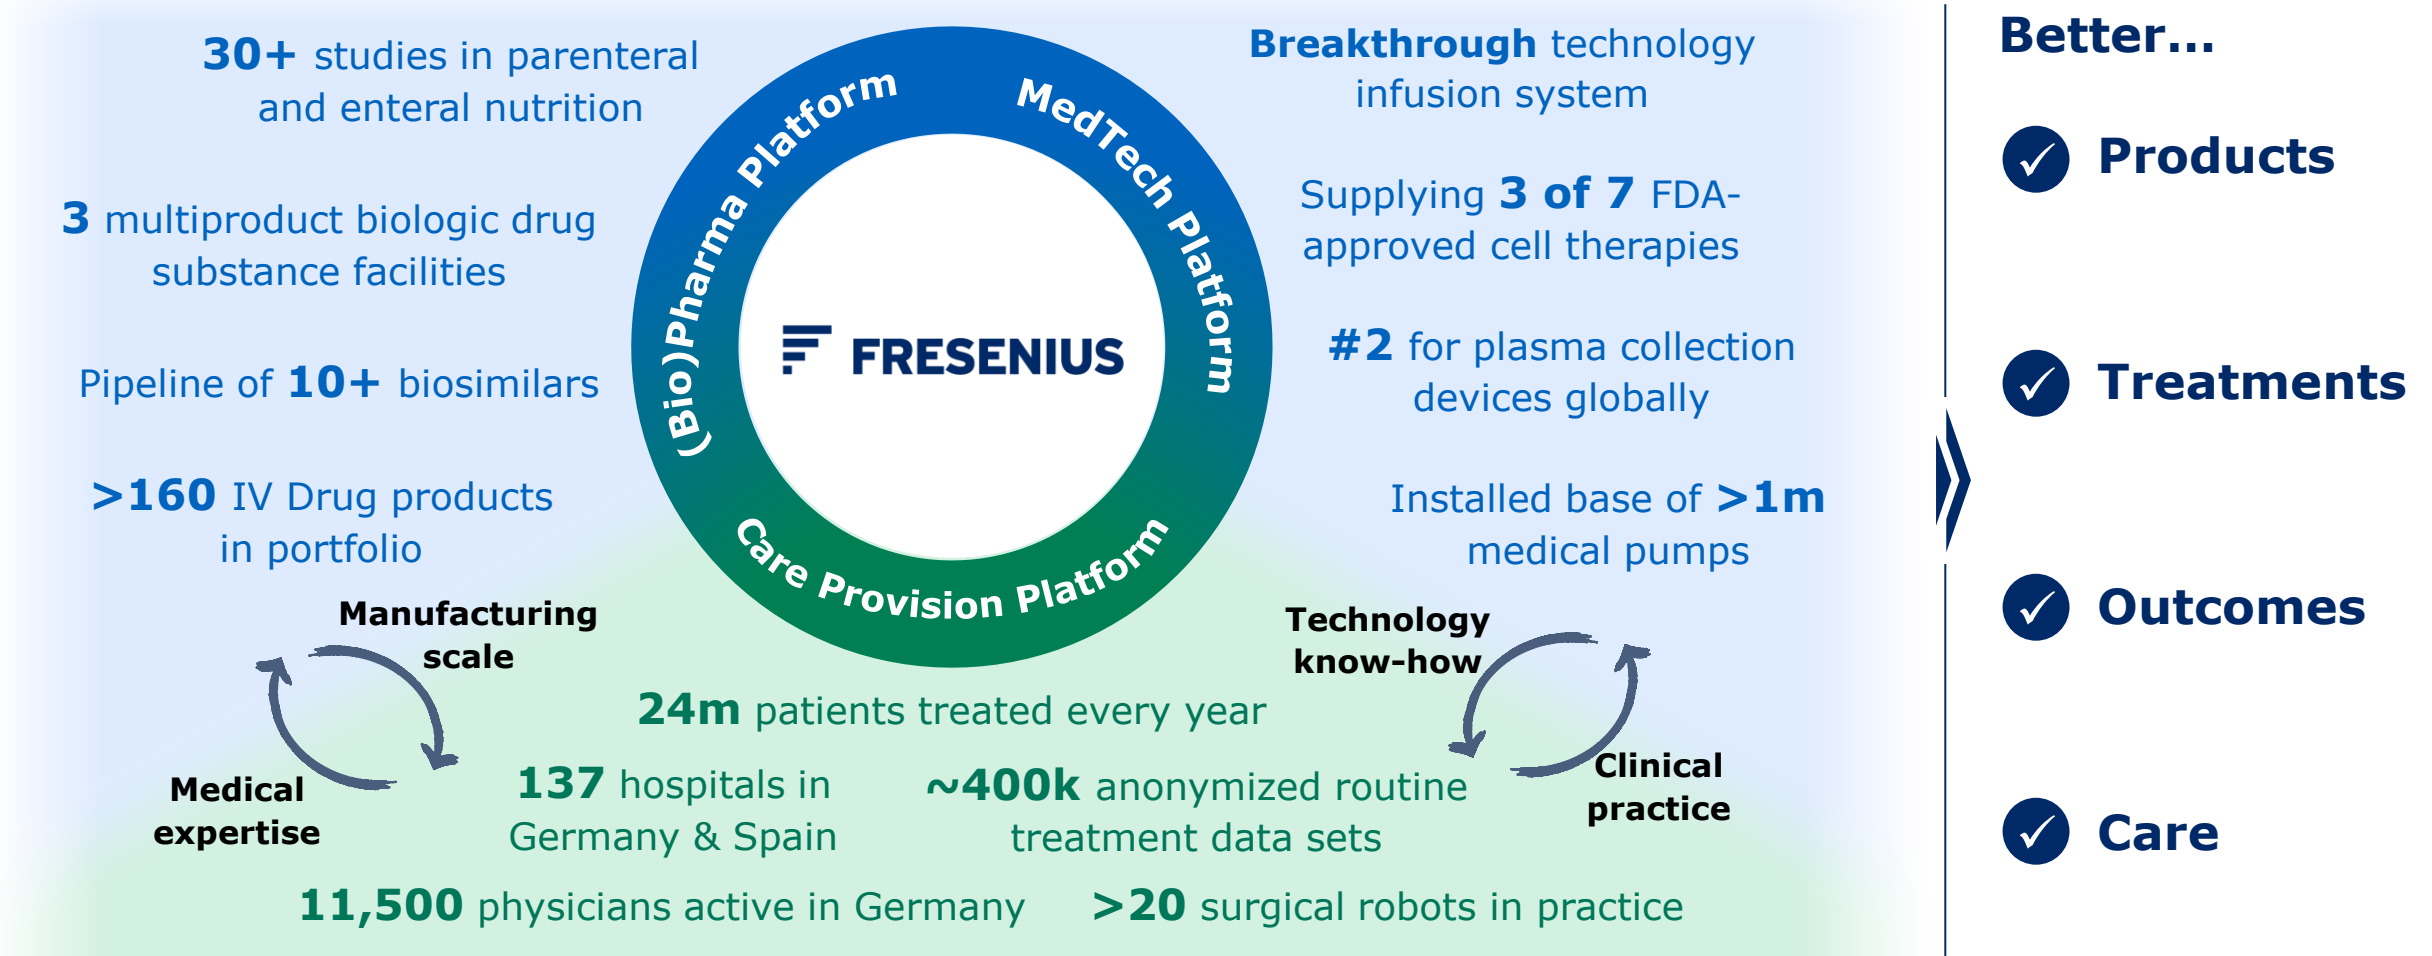 30+ studies in parenteral
and enteral nutrition
3 multiproduct biologic drug
substance facilities
Pipeline of 10+ biosimilars
>160 IV Drug products
in portfolio
(Bio)Pharma Platform
MedTech Platform
Care Provision Platform
FRESENIUS
Breakthrough technology
infusion system
Supplying 3 of 7 FDA-
approved cell therapies
#2 for plasma collection
devices globally
Installed base of >1m
medical pumps
Manufacturing
scale
Medical
expertise
Technology
know-how
Clinical
practice
24m patients treated every year
137 hospitals in
Germany & Spain
~400k anonymized routine
treatment data sets
11,500 physicians active in Germany
>20 surgical robots in practice
Better...
Products
Treatments
Outcomes
Care